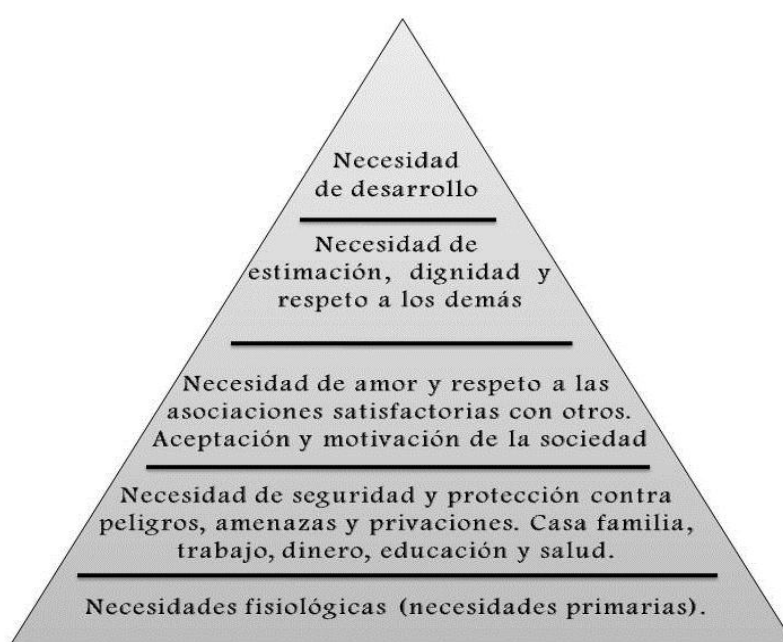 Necesidad
de desarrollo
Necesidad de
estimación, dignidad y
respeto a los demás
Necesidad de amor y respeto a las
asociaciones satisfactorias con otros.
Aceptación y motivación de la sociedad
Necesidad de seguridad y protección contra
peligros, amenazas y privaciones. Casa familia,
trabajo, dinero, educación y salud.
Necesidades fisiológicas (necesidades primarias).